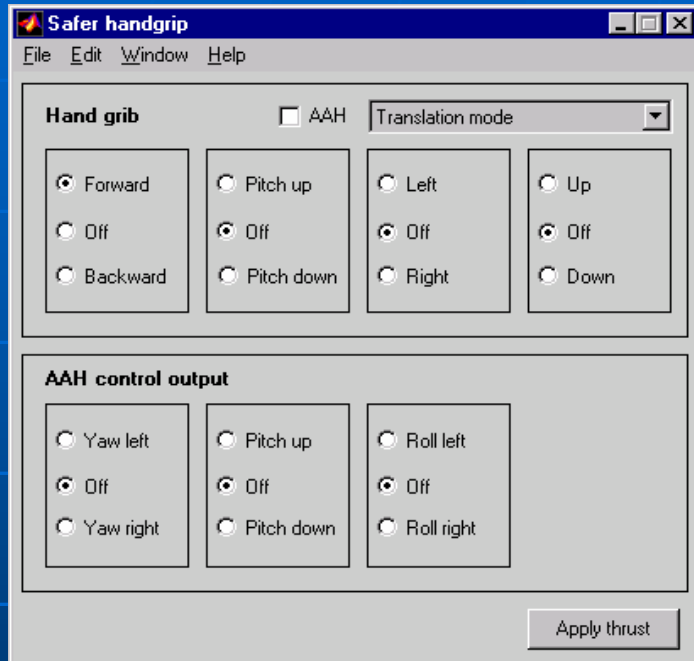 Safer handgrip
File Edit Window Help
Hand grib AAH Translation mode
Forward Pitch up Left Up
Off Off Off Off
Backward Pitch down Right Down
AAH control output
Yaw left Pitch up Roll left
Off Off Off
Yaw right Pitch down Roll right
Apply thrust